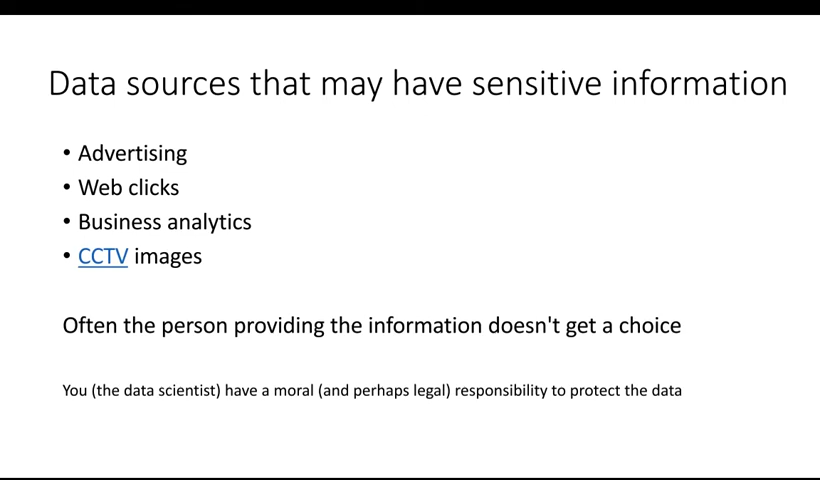 Data sources that may have sensitive information
• Advertising
• Web clicks
• Business analytics
• CCTV images
Often the person providing the information doesn't get a choice
You (the data scientist) have a moral (and perhaps legal) responsibility to protect the data